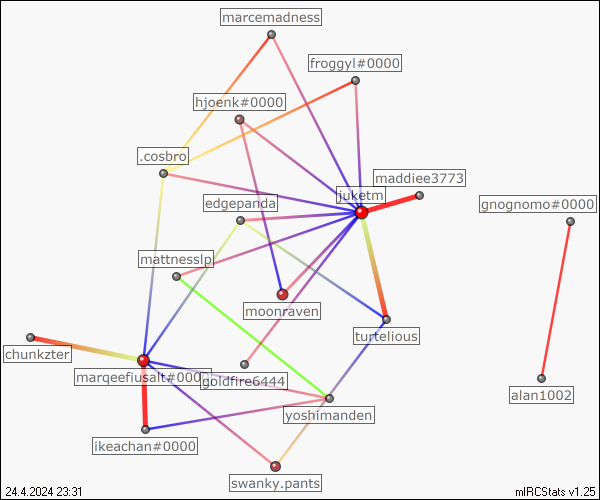 marcemadness
froggyl#0000
hjoenk#0000
.cosbro
maddiee3773
juketm
edgepanda
gnognomo#0000
mattnesslp
moonraven
turtelious
chunkzter
marqeefiusalt#000
goldfire6444
alan1002
yoshimanden
ikeachan#0000
swanky.pants
24.4.2024 23:31
mIRCStats v1.25